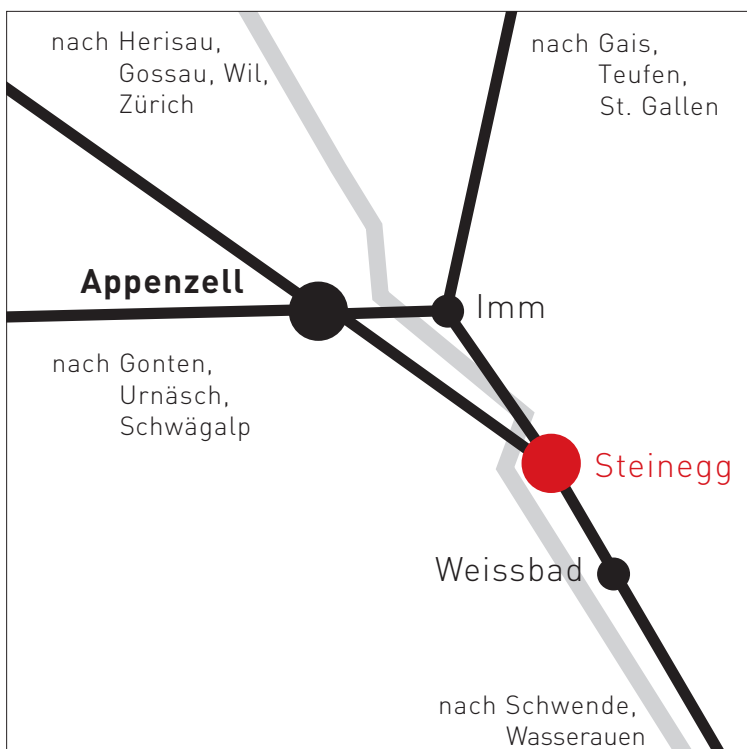 nach Herisau,
Gossau, Wil,
Zürich
nach Gais,
Teufen,
St. Gallen
Appenzell
Imm
nach Gonten,
Urnäsch,
Schwägalp
Steinegg
Weissbad
nach Schwende,
Wasserauen